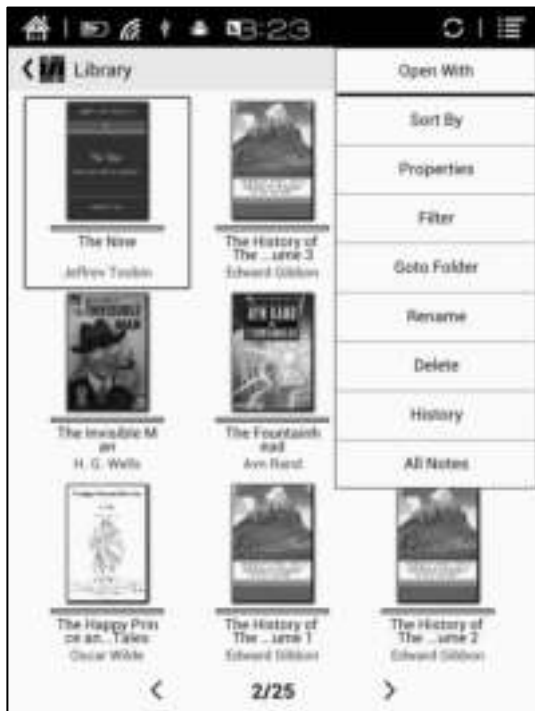 3:23
Library
Open With
Sort By
Properties
Filter
Goto Folder
Rename
Delete
History
All Notes
The Nine
Jeffrey Toobin
The History of
The ...ume 3
Edward Gibbon
The Invisible M
an
H. G. Wells
The Fountainh
ead
Ayn Rand
The Happy Prin
ce an... Tales
Oscar Wilde
The History of
The ...ume 1
Edward Gibbon
The History of
The ...ume 2
Edward Gibbon
2/25